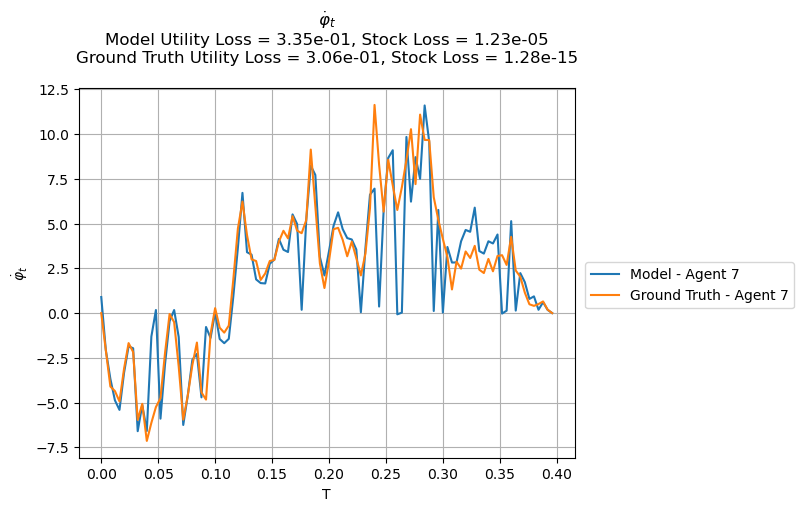 φ̇ₜ
Model Utility Loss = 3.35e-01, Stock Loss = 1.23e-05
Ground Truth Utility Loss = 3.06e-01, Stock Loss = 1.28e-15
12.5
10.0
7.5
5.0
2.5
0.0
−2.5
−5.0
−7.5
φ̇ₜ
0.00 0.05 0.10 0.15 0.20 0.25 0.30 0.35 0.40
T
Model - Agent 7
Ground Truth - Agent 7